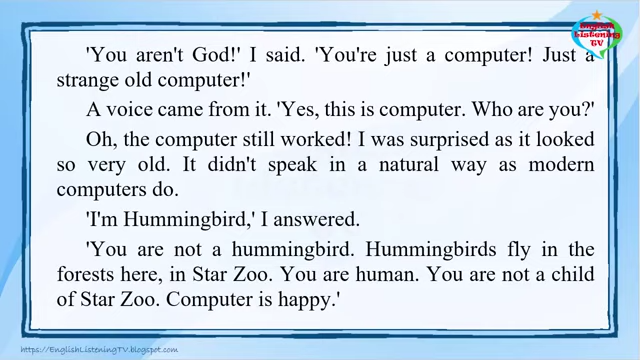 English
Listening
TV
'You aren't God!' I said. 'You're just a computer! Just a
strange old computer!'
A voice came from it. 'Yes, this is computer. Who are you?'
Oh, the computer still worked! I was surprised as it looked
so very old. It didn't speak in a natural way as modern
computers do.
'I'm Hummingbird,' I answered.
'You are not a hummingbird. Hummingbirds fly in the
forests here, in Star Zoo. You are human. You are not a child
of Star Zoo. Computer is happy.'
https://EnglishListeningTV.blogspot.com